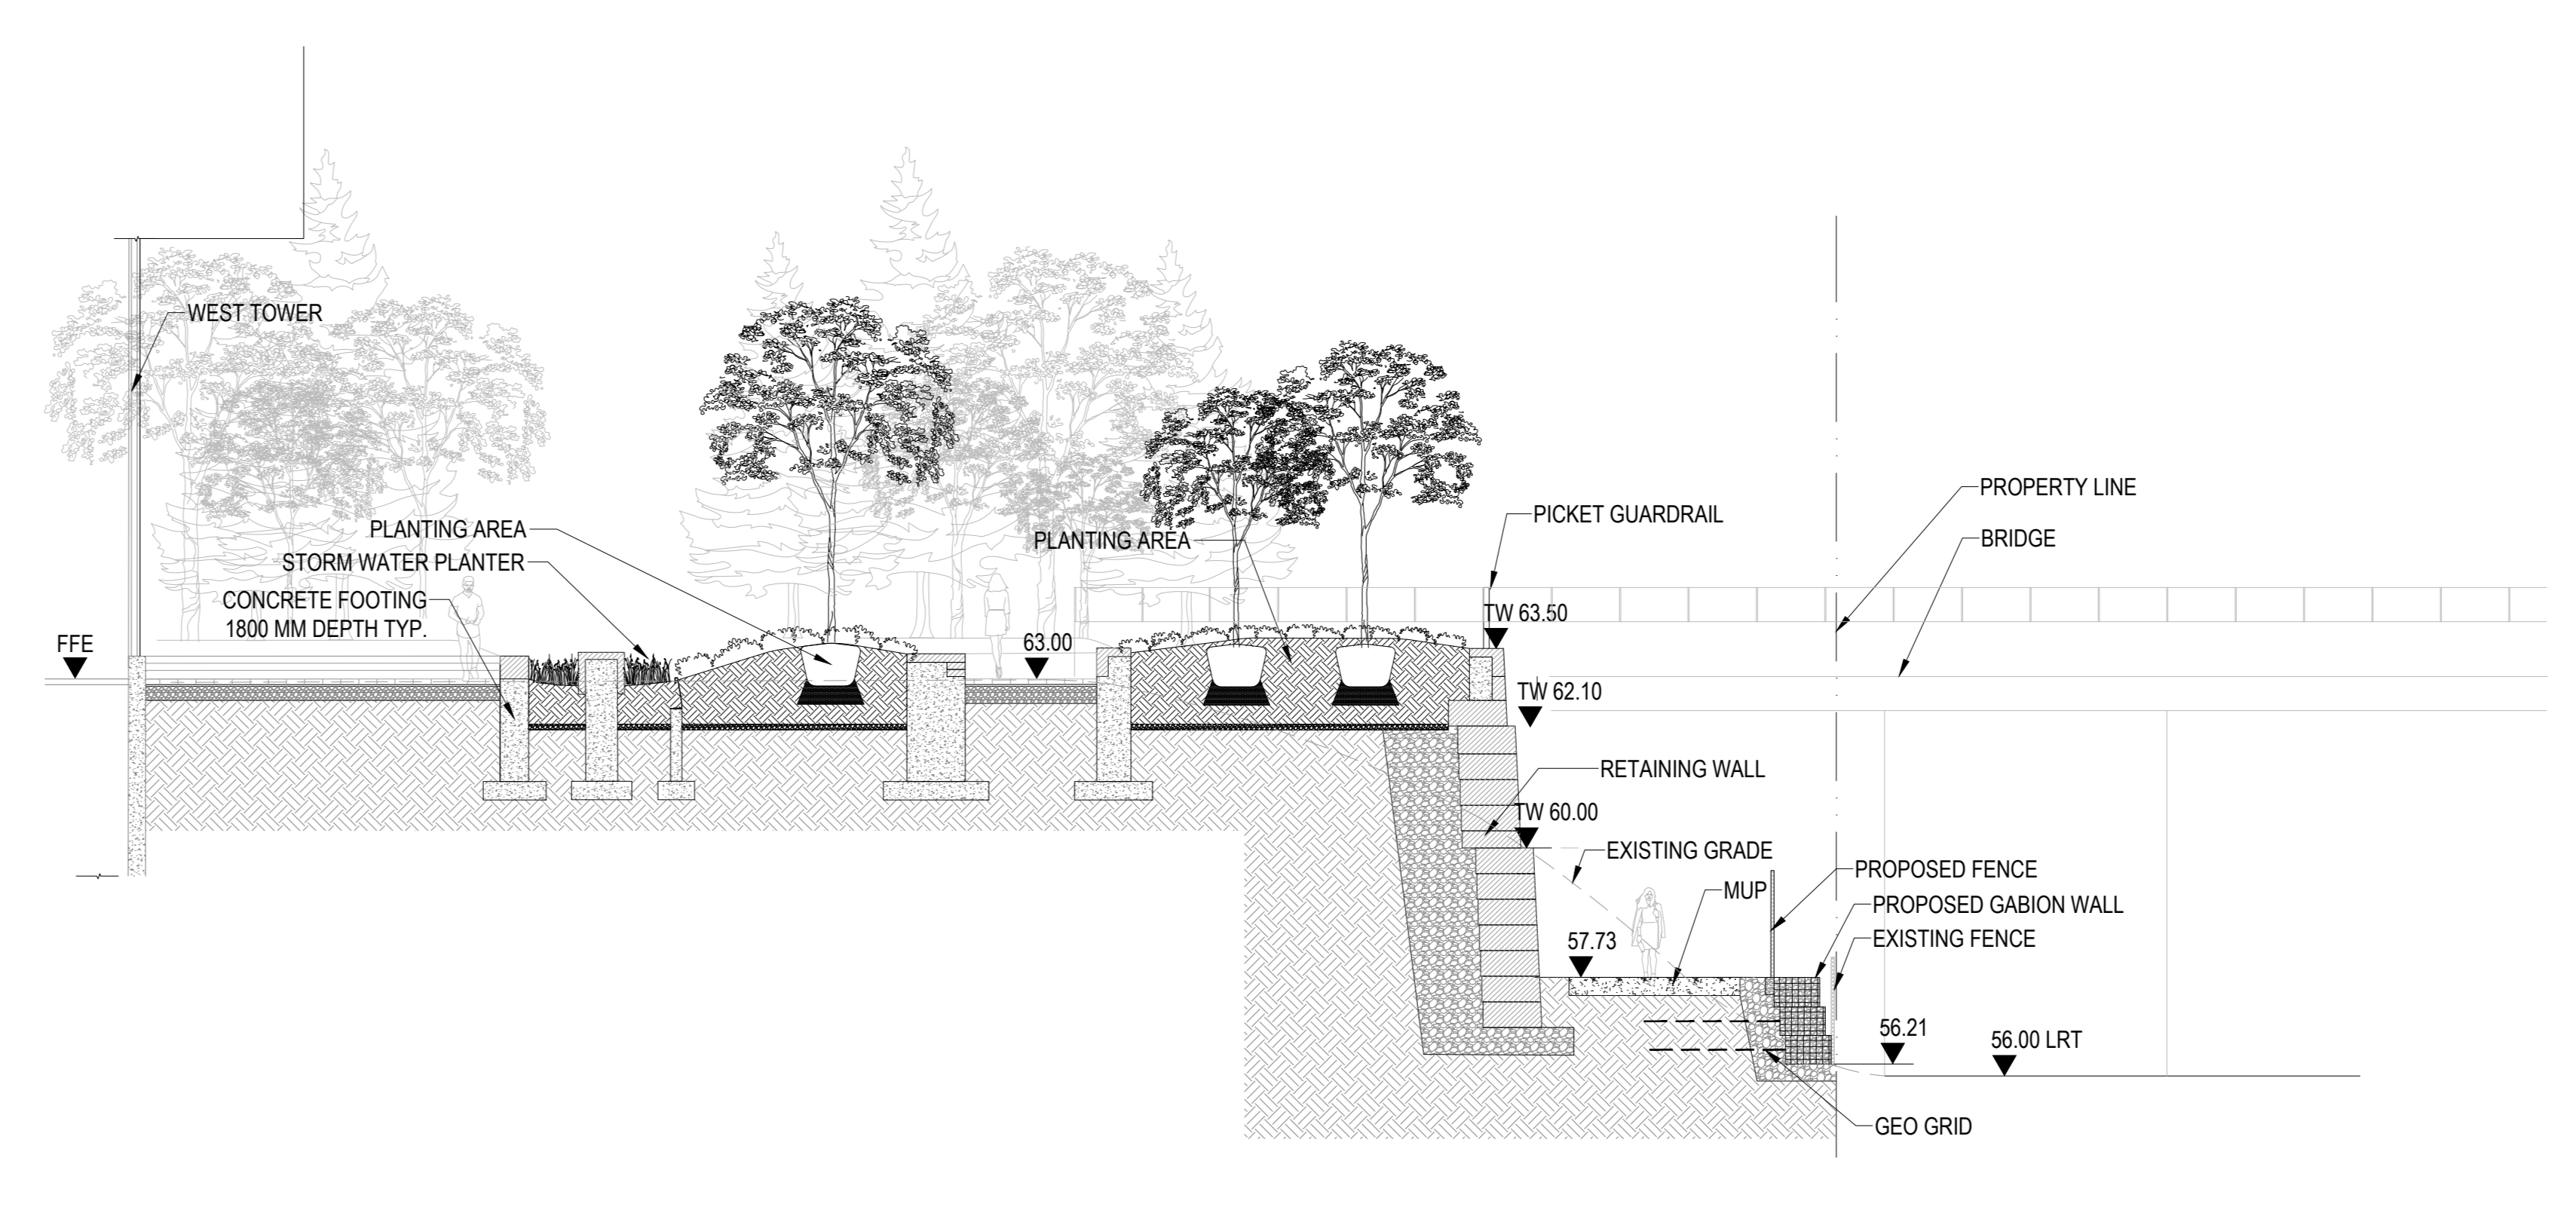 WEST TOWER
PROPERTY LINE
PICKET GUARDRAIL
PLANTING AREA
PLANTING AREA
BRIDGE
STORM WATER PLANTER
CONCRETE FOOTING
1800 MM DEPTH TYP.
TW 63.50
FFE
63.00
TW 62.10
RETAINING WALL
TW 60.00
EXISTING GRADE
PROPOSED FENCE
MUP
PROPOSED GABION WALL
57.73
EXISTING FENCE
56.21
56.00 LRT
GEO GRID